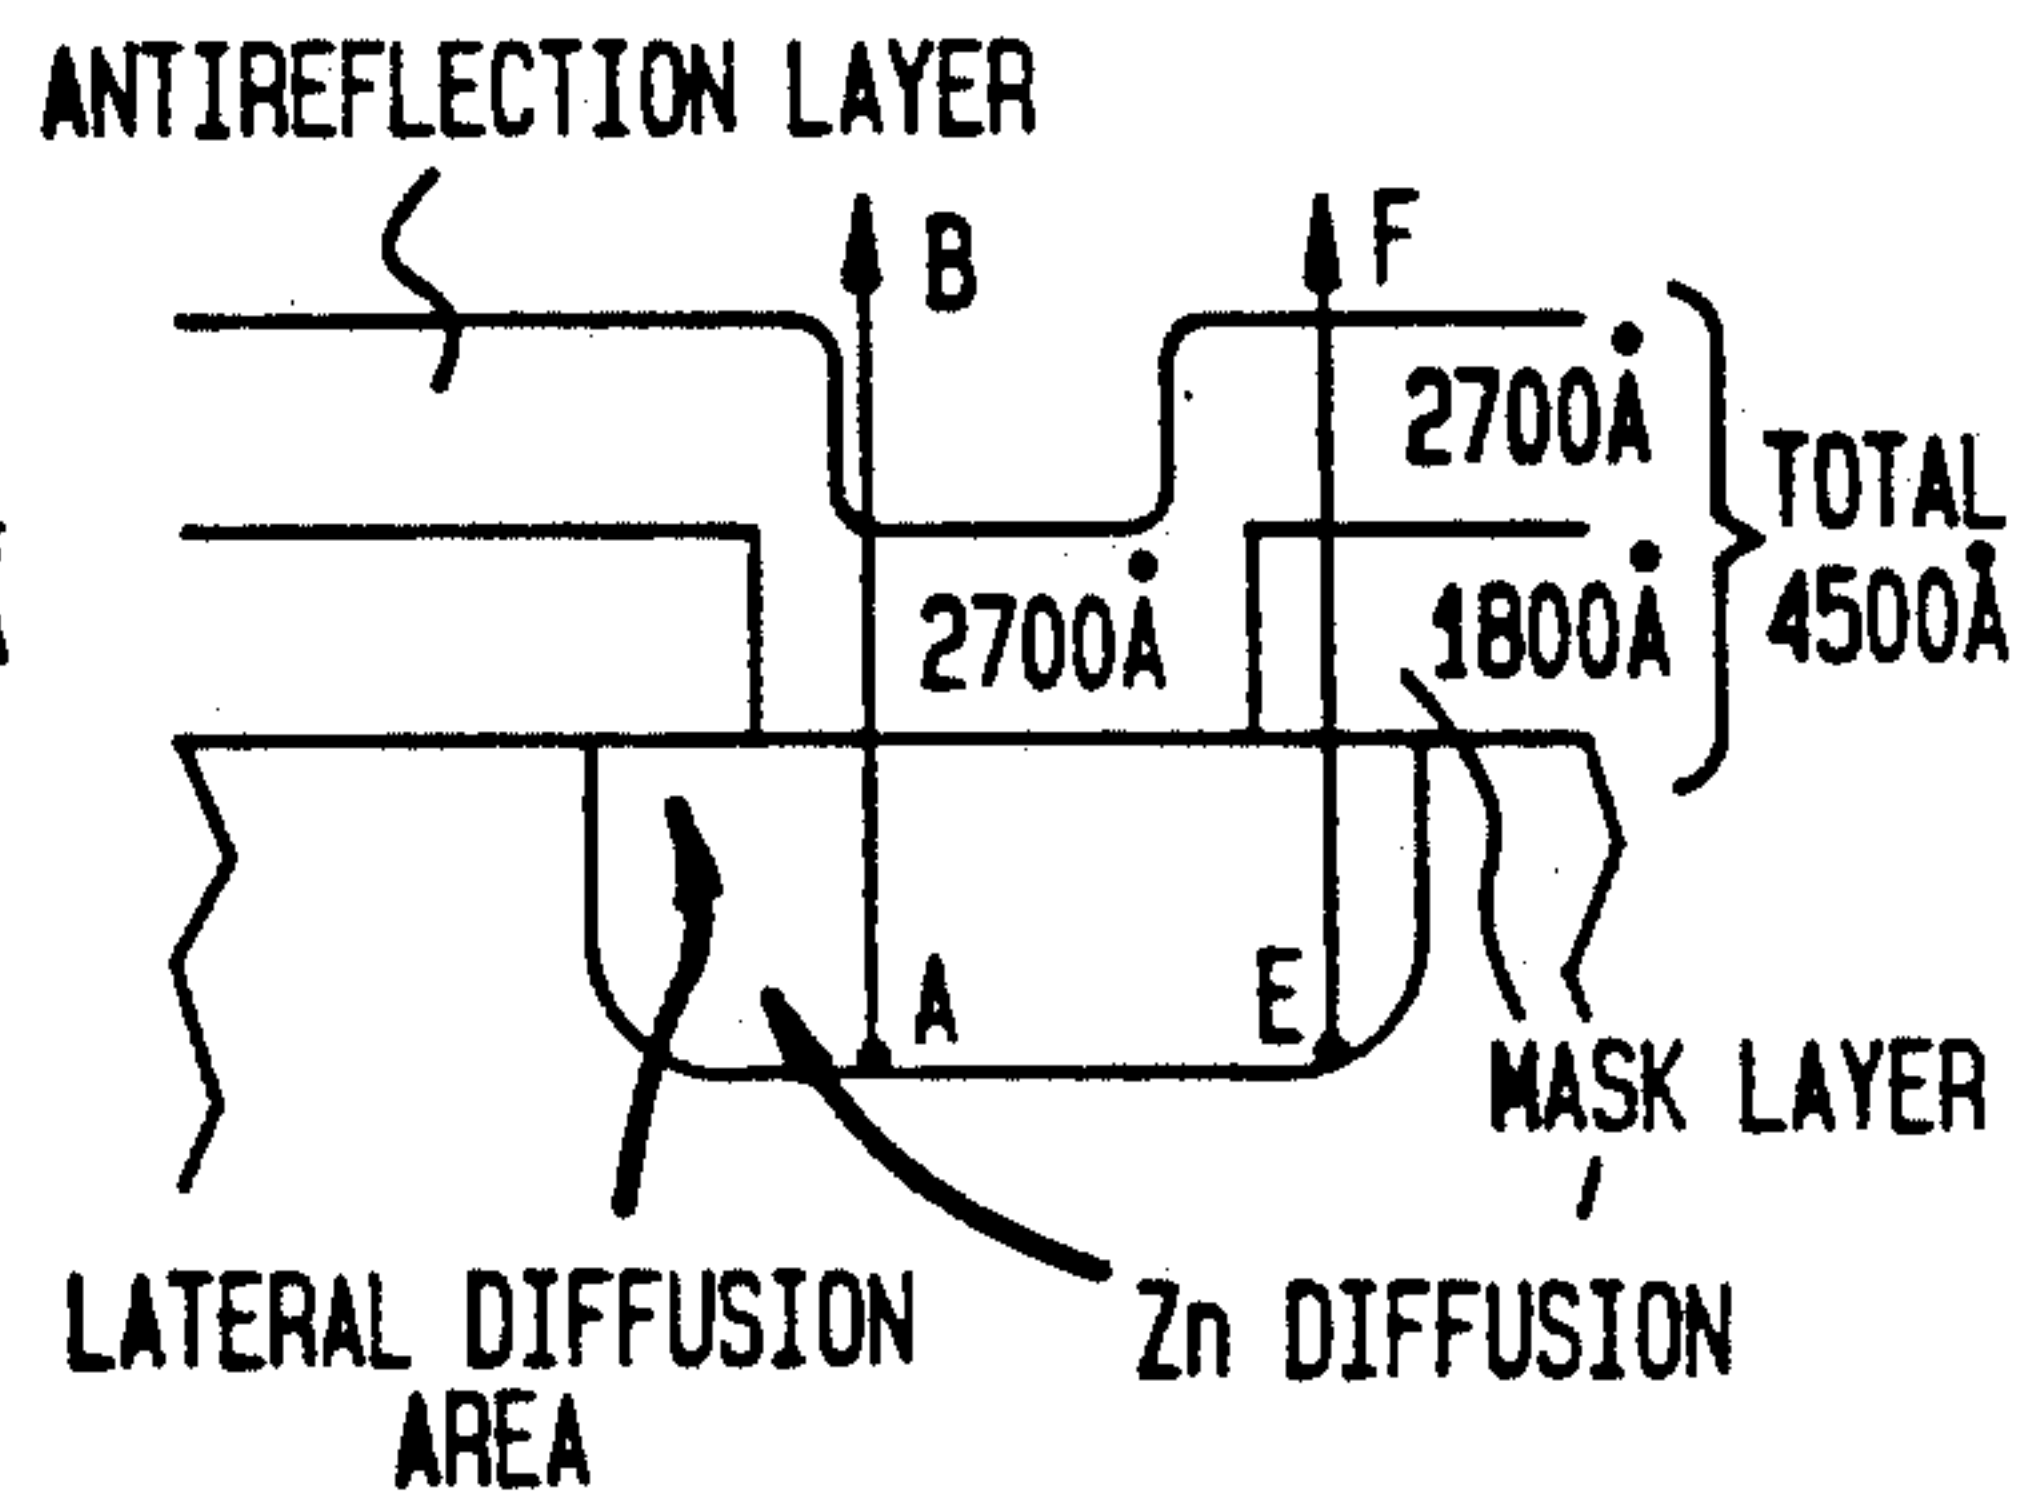 ANTIREFLECTION LAYER
B
F
2700Å
TOTAL
4500Å
2700Å
1800Å
A
E
MASK LAYER
LATERAL DIFFUSION
AREA
Zn DIFFUSION